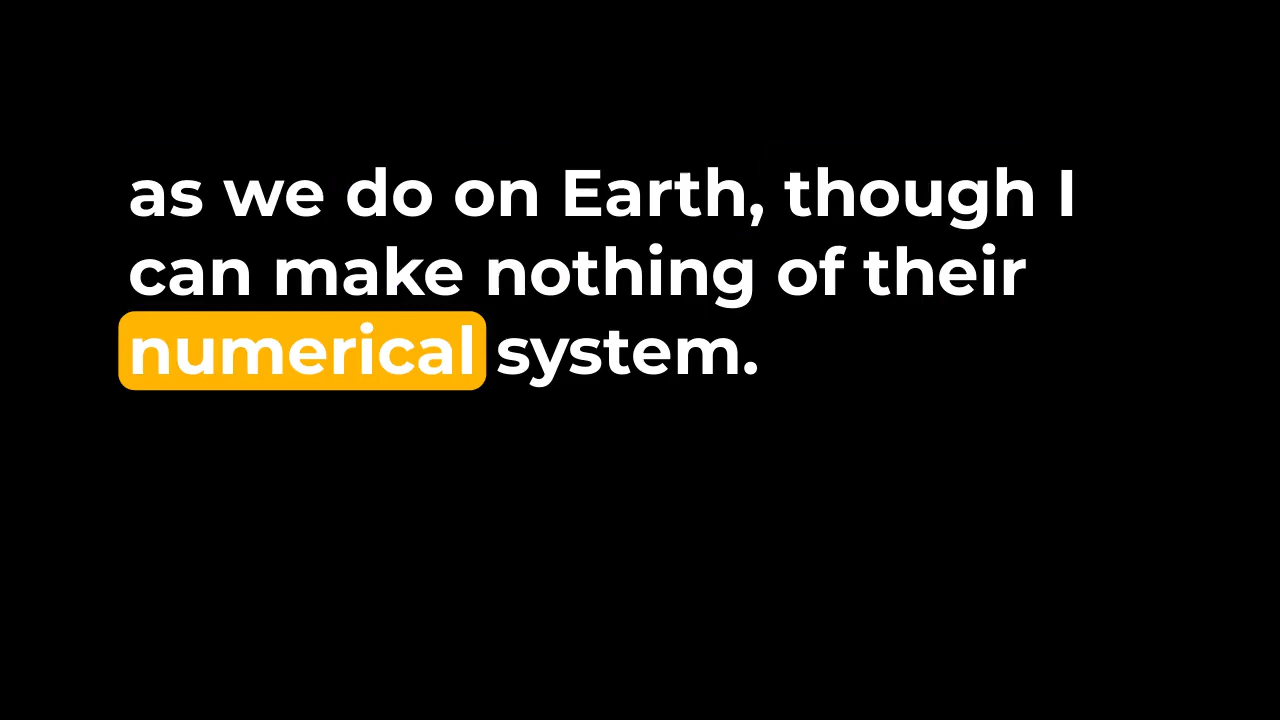 as we do on Earth, though I
can make nothing of their
numerical system.